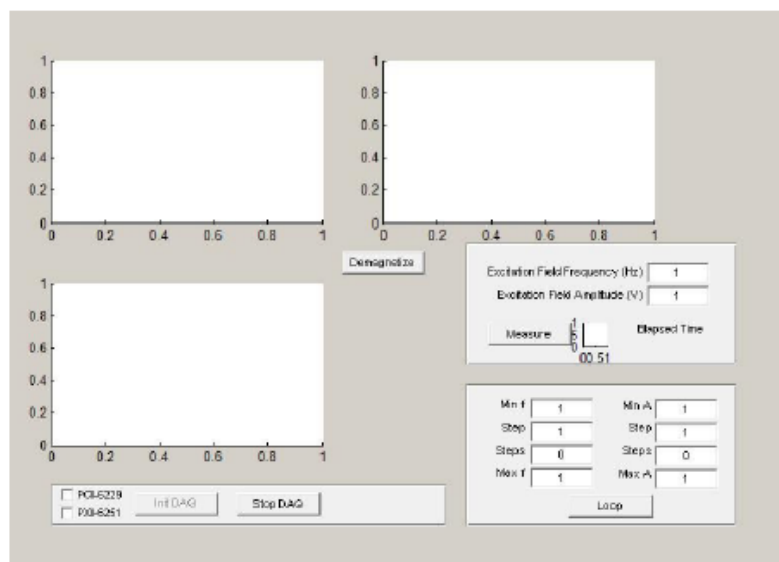 1
0.8
0.6
0.4
0.2
0
0 0.2 0.4 0.6 0.8 1
1
0.8
0.6
0.4
0.2
0
0 0.2 0.4 0.6 0.8 1
Demagnetize
Excitation Field Frequency (Hz) 1
Excitation Field Amplitude (V) 1
Measure
1
5
0
00.51
Elapsed Time
1
0.8
0.6
0.4
0.2
0
0 0.2 0.4 0.6 0.8 1
Min f 1 Min A 1
Step 1 Step 1
Steps 0 Steps 0
Max f 1 Max A 1
Loop
PCI-6229
PXI-6251
Init DAQ
Stop DAQ